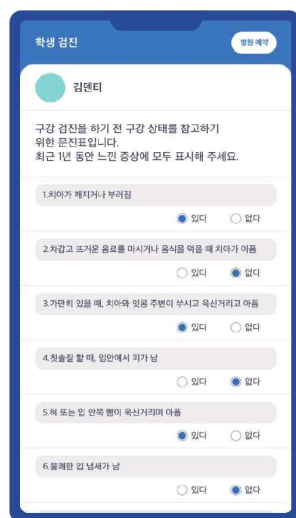 학생 검진
병원 예약
김덴티
구강 검진을 하기 전 구강 상태를 참고하기
위한 문진표입니다.
최근 1년 동안 느낀 증상에 모두 표시해 주세요.
1.치아가 깨지거나 부러짐
있다 없다
2.차갑고 뜨거운 음료를 마시거나 음식을 먹을 때 치아가 아픔
있다 없다
3.가만히 있을 때, 치아와 잇몸 주변이 쑤시고 욱신거리고 아픔
있다 없다
4.칫솔질 할 때, 입안에서 피가 남
있다 없다
5.혀 또는 입 안쪽 뺨이 욱신거리며 아픔
있다 없다
6.불쾌한 입 냄새가 남
있다 없다